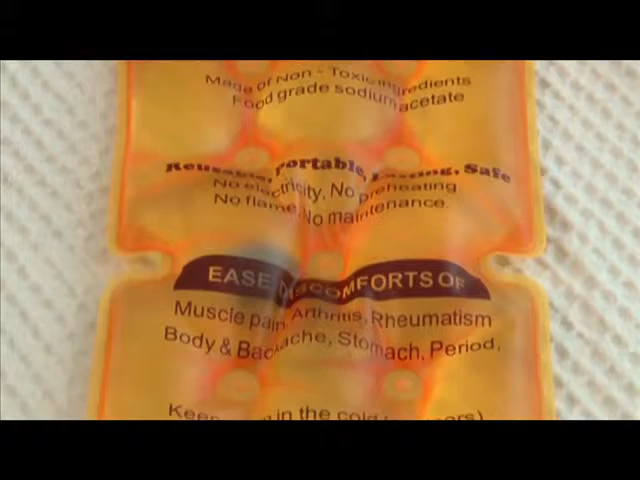 Made of Non - Toxic ingredients
Food grade sodium acetate
Reusable, Portable, Lasting, Safe
No electricity, No preheating
No flame, No maintenance.
EASE DISCOMFORTS OF
Muscle pain, Arthritis, Rheumatism
Body & Backache, Stomach, Period,
Keep in the cold